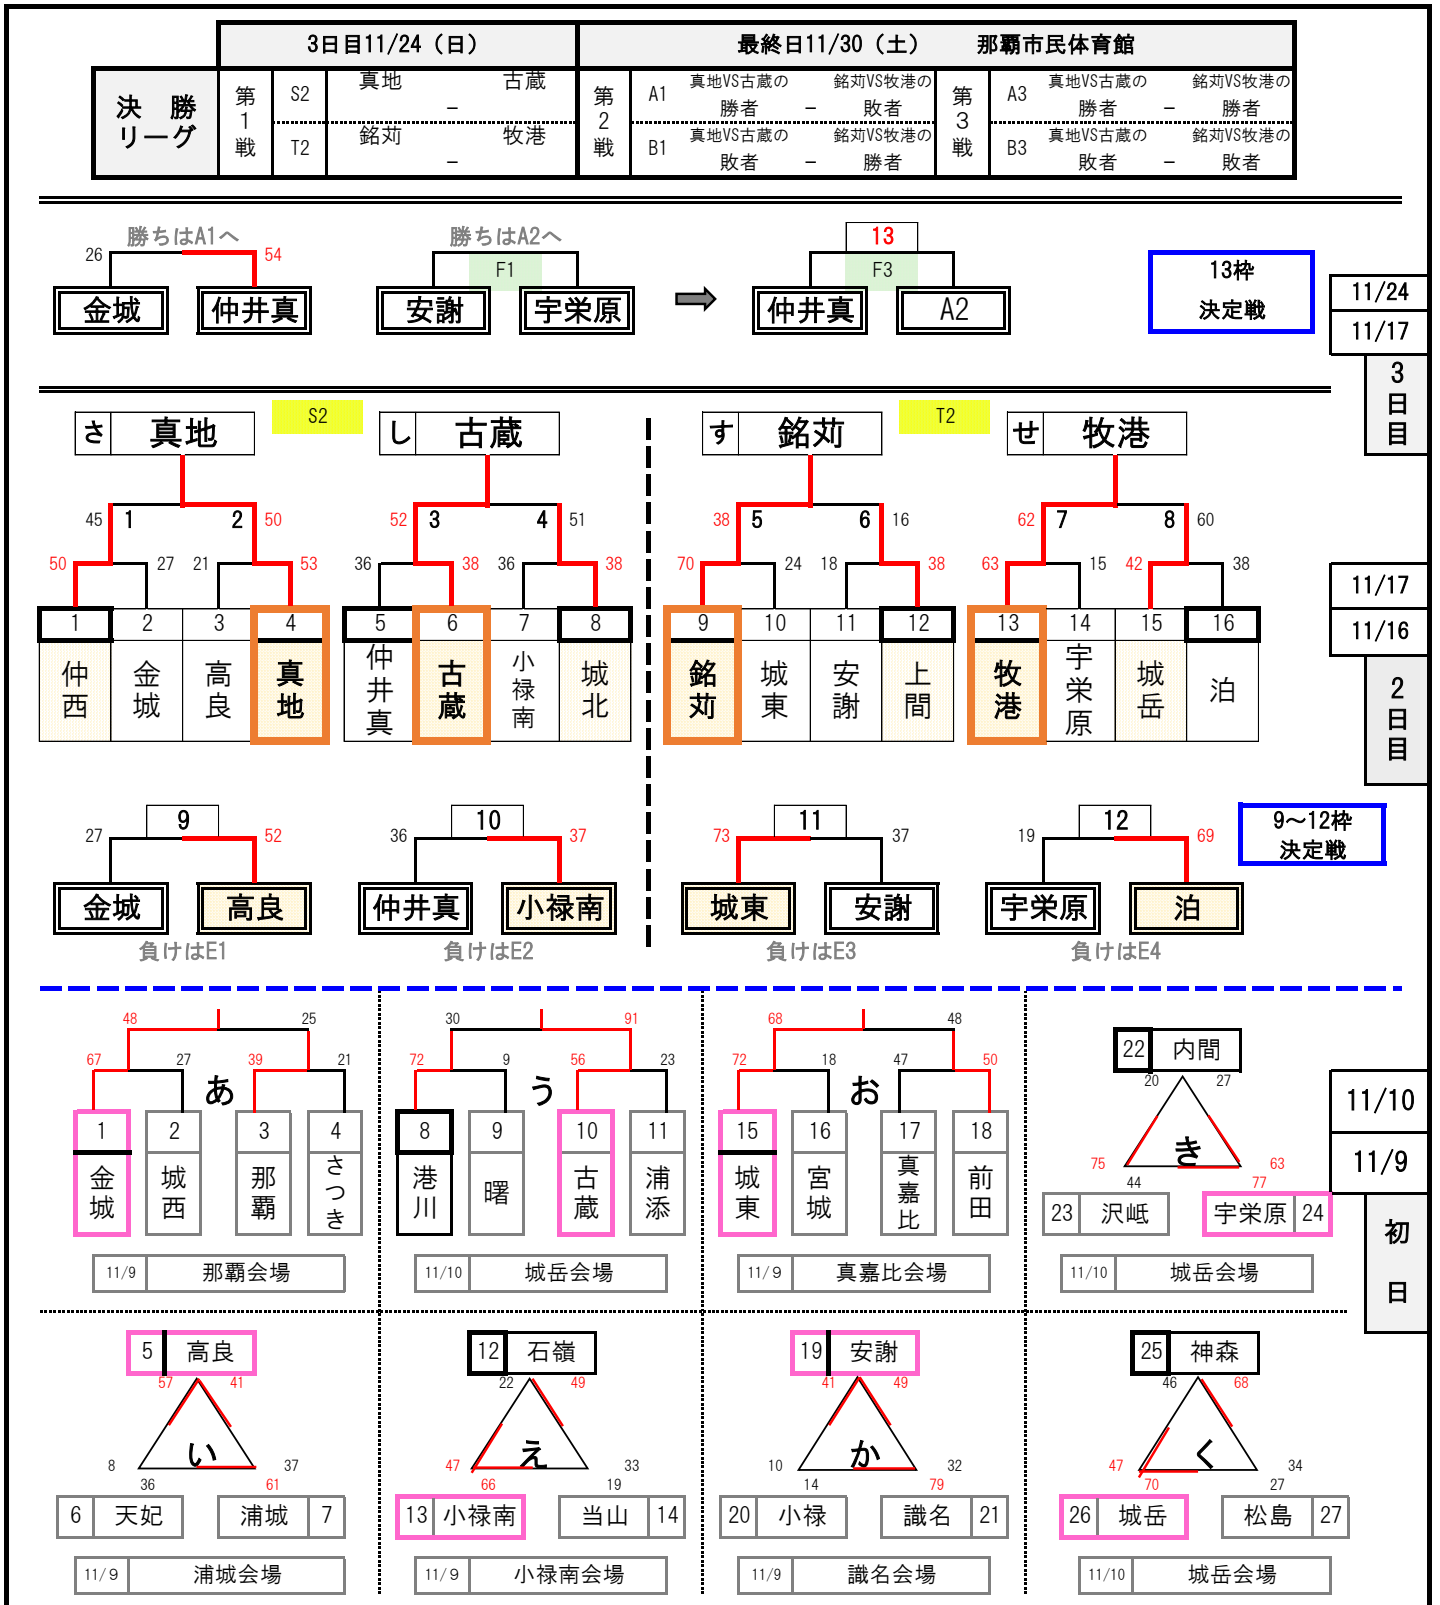 3日目11/24（日）
最終日11/30（土）　那覇市民体育館
決　勝
リーグ
第1戦
S2 真地 － 古蔵
T2 銘苅 － 牧港
第2戦
A1 真地VS古蔵の勝者 － 銘苅VS牧港の敗者
B1 真地VS古蔵の敗者 － 銘苅VS牧港の勝者
第3戦
A3 真地VS古蔵の勝者 － 銘苅VS牧港の勝者
B3 真地VS古蔵の敗者 － 銘苅VS牧港の敗者
勝ちはA1へ
26 54
金城 仲井真
勝ちはA2へ
F1
安謝 宇栄原
13
F3
仲井真 A2
13枠
決定戦
11/24
11/17
3日目
さ 真地 S2 し 古蔵 す 銘苅 T2 せ 牧港
45 1 2 50 52 3 4 51 38 5 6 16 62 7 8 60
50 27 21 53 36 38 36 38 70 24 18 38 63 15 42 38
1 2 3 4 5 6 7 8 9 10 11 12 13 14 15 16
仲西 金城 高良 真地 仲井真 古蔵 小禄南 城北 銘苅 城東 安謝 上間 牧港 宇栄原 城岳 泊
11/17
11/16
2日目
9 10 11 12
27 52 36 37 73 37 19 69
金城 高良 仲井真 小禄南 城東 安謝 宇栄原 泊
負けはE1 負けはE2 負けはE3 負けはE4
9～12枠
決定戦
48 25
67 27 39 21
あ
1 2 3 4
金城 城西 那覇 さつき
11/9 那覇会場
30 91
72 9 56 23
う
8 9 10 11
港川 曙 古蔵 浦添
11/10 城岳会場
68 48
72 18 47 50
お
15 16 17 18
城東 宮城 真嘉比 前田
11/9 真嘉比会場
22 内間
20 27
き
75 63
44 77
23 沢岻 宇栄原 24
11/10 城岳会場
11/10
11/9
初日
5 高良
57 41
い
8 37
36 61
6 天妃 浦城 7
11/9 浦城会場
12 石嶺
22 49
え
47 33
66 19
13 小禄南 当山 14
11/9 小禄南会場
19 安謝
41 49
か
10 32
14 79
20 小禄 識名 21
11/9 識名会場
25 神森
46 68
く
47 34
70 27
26 城岳 松島 27
11/10 城岳会場